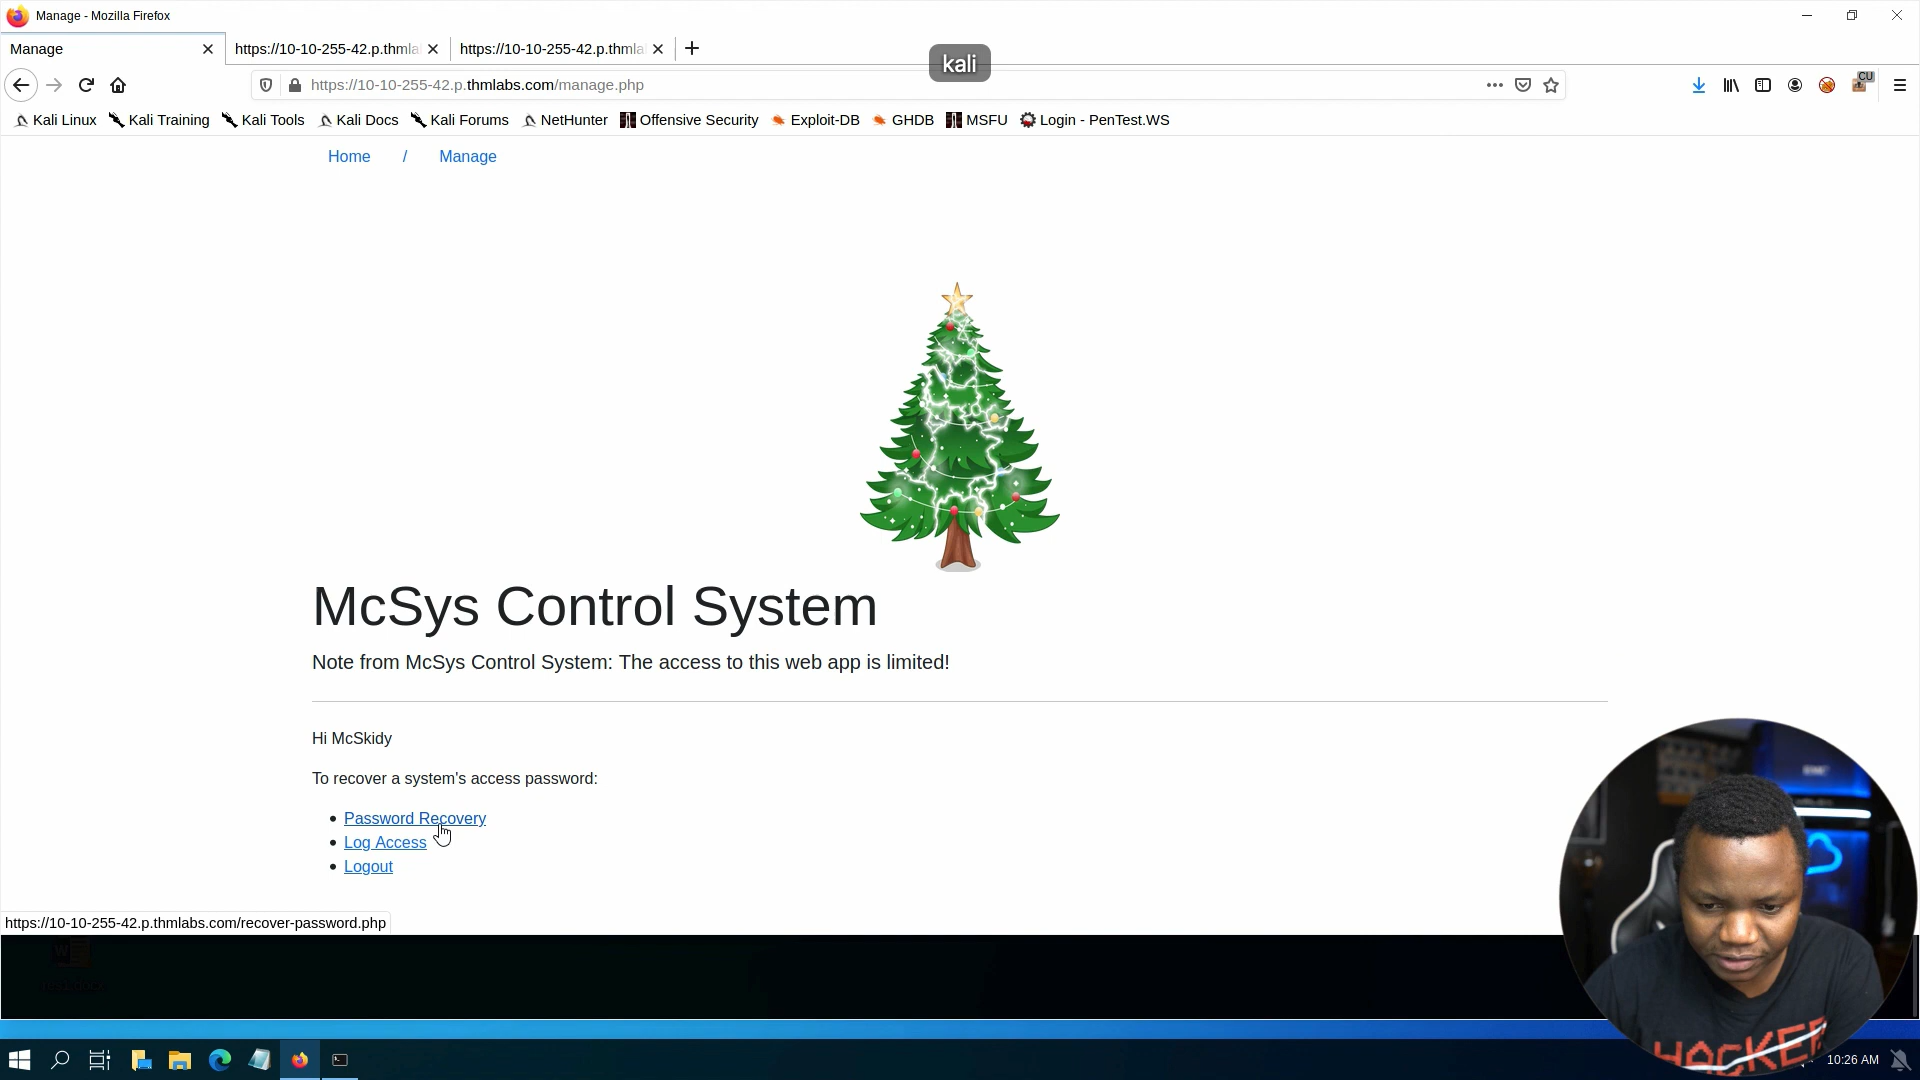 Manage - Mozilla Firefox
Manage
https://10-10-255-42.p.thmla
https://10-10-255-42.p.thmla
kali
https://10-10-255-42.p.thmlabs.com/manage.php
CU
Kali Linux
Kali Training
Kali Tools
Kali Docs
Kali Forums
NetHunter
Offensive Security
Exploit-DB
GHDB
MSFU
Login - PenTest.WS
Home / Manage
McSys Control System
Note from McSys Control System: The access to this web app is limited!
Hi McSkidy
To recover a system's access password:
Password Recovery
Log Access
Logout
https://10-10-255-42.p.thmlabs.com/recover-password.php
HACKER
10:26 AM